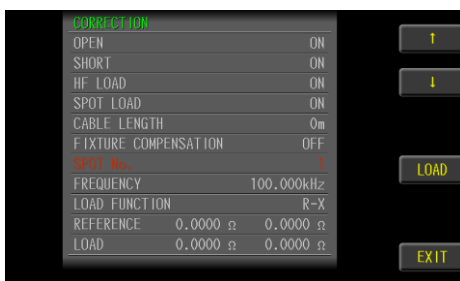 CORRECTION
OPEN ON
SHORT ON
HF LOAD ON
SPOT LOAD ON
CABLE LENGTH 0m
FIXTURE COMPENSATION OFF
SPOT No. 1
FREQUENCY 100.000kHz
LOAD FUNCTION R-X
REFERENCE 0.0000 Ω 0.0000 Ω
LOAD 0.0000 Ω 0.0000 Ω
↑
↓
LOAD
EXIT